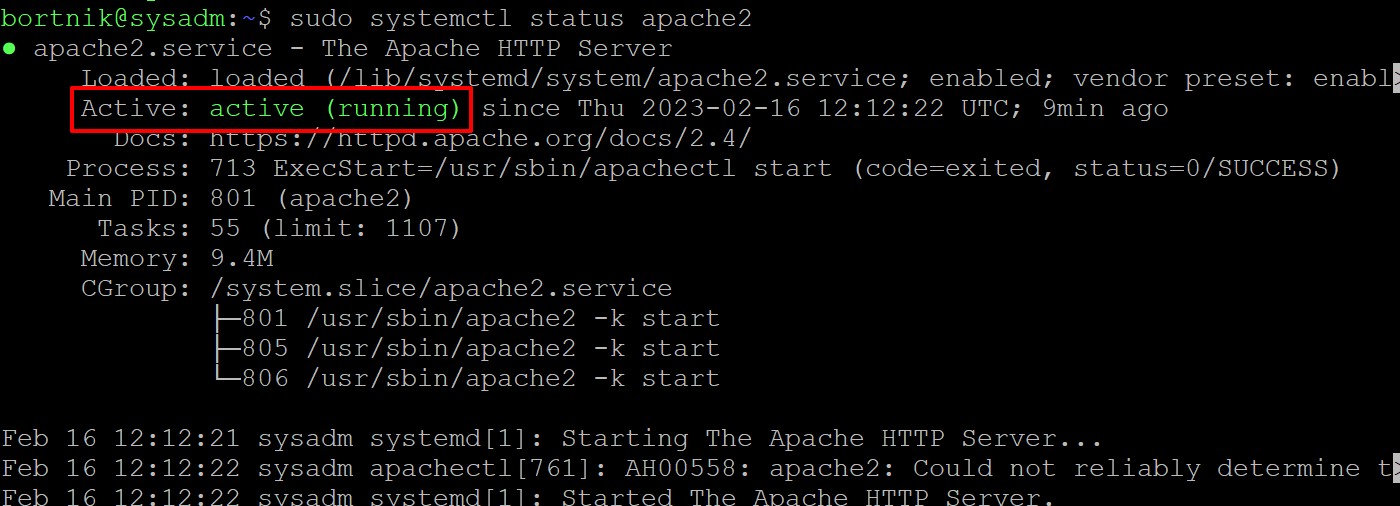 bortnik@sysadm:~$ sudo systemctl status apache2
● apache2.service - The Apache HTTP Server
Loaded: loaded (/lib/systemd/system/apache2.service; enabled; vendor preset: enabl>
Active: active (running) since Thu 2023-02-16 12:12:22 UTC; 9min ago
Docs: https://httpd.apache.org/docs/2.4/
Process: 713 ExecStart=/usr/sbin/apachectl start (code=exited, status=0/SUCCESS)
Main PID: 801 (apache2)
Tasks: 55 (limit: 1107)
Memory: 9.4M
CGroup: /system.slice/apache2.service
├─801 /usr/sbin/apache2 -k start
├─805 /usr/sbin/apache2 -k start
└─806 /usr/sbin/apache2 -k start
Feb 16 12:12:21 sysadm systemd[1]: Starting The Apache HTTP Server...
Feb 16 12:12:22 sysadm apachectl[761]: AH00558: apache2: Could not reliably determine t>
Feb 16 12:12:22 sysadm systemd[1]: Started The Apache HTTP Server.